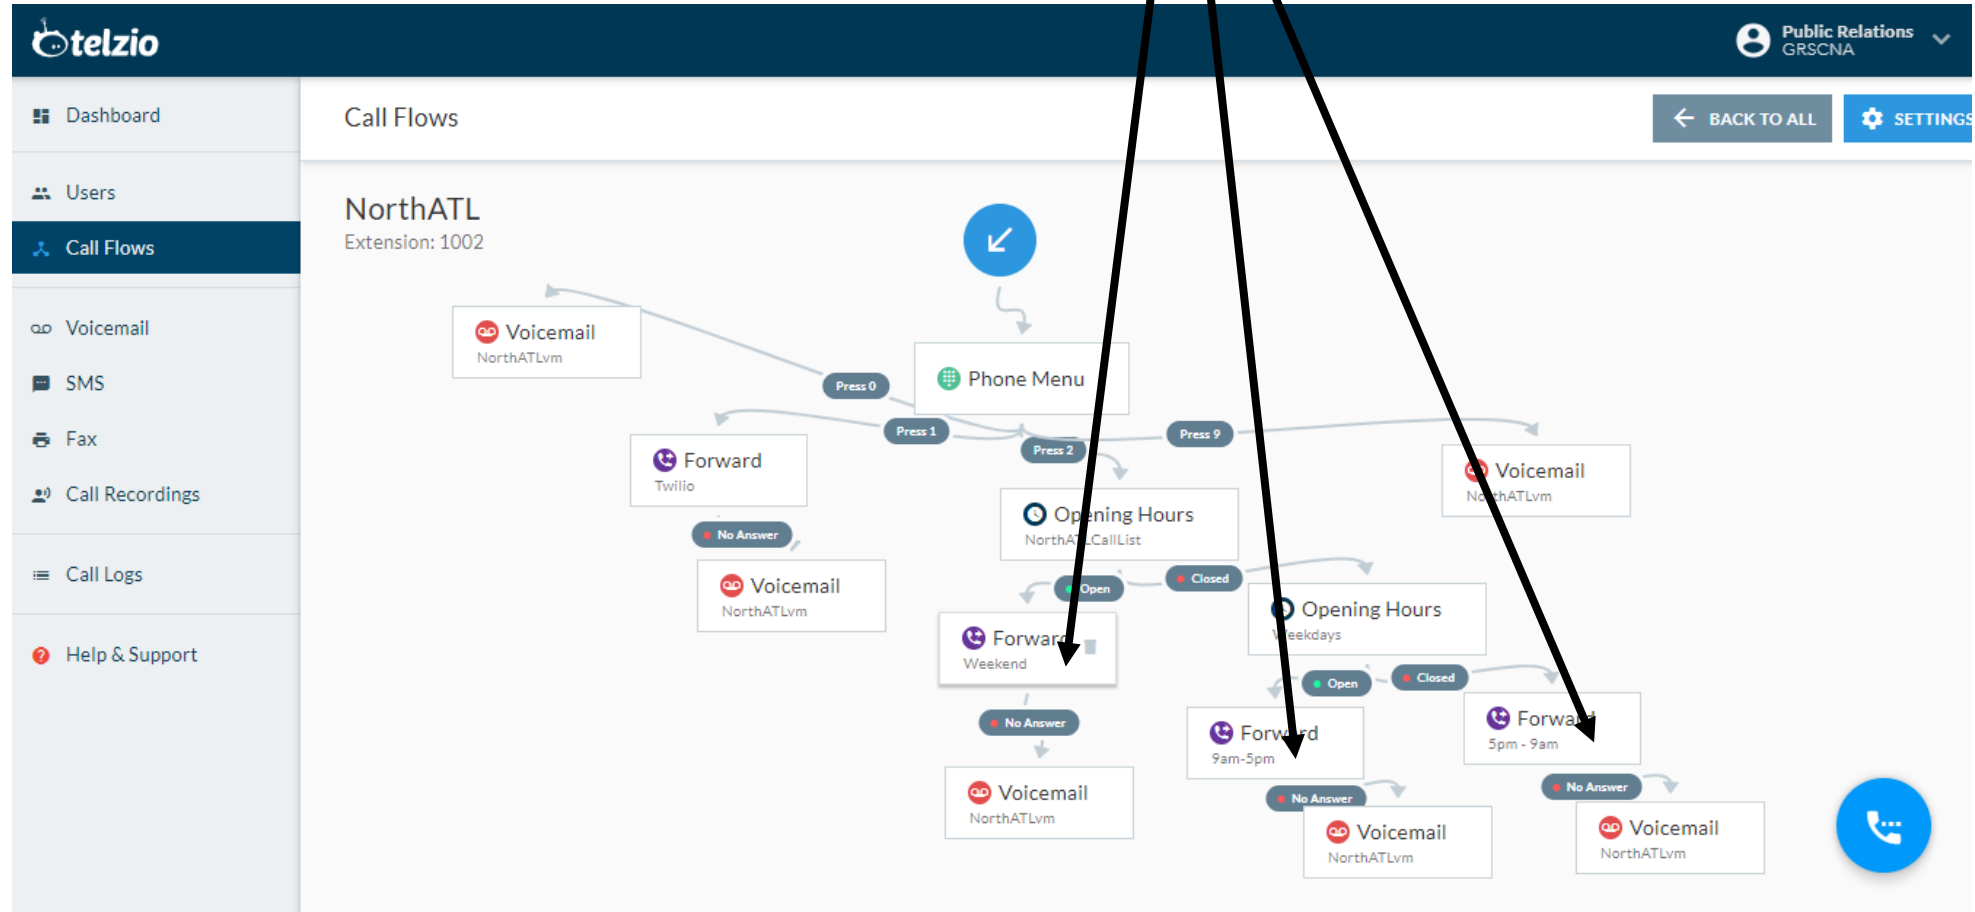 telzio
Public Relations
GRSCNA
Dashboard
Users
Call Flows
Voicemail
SMS
Fax
Call Recordings
Call Logs
Help & Support
Call Flows
BACK TO ALL
SETTINGS
NorthATL
Extension: 1002
Voicemail
NorthATLvm
Press 0
Phone Menu
Press 1
Press 2
Press 9
Forward
Twilio
No Answer
Voicemail
NorthATLvm
Opening Hours
NorthATLCallList
Voicemail
NorthATLvm
Open
Closed
Forward
Weekend
No Answer
Voicemail
NorthATLvm
Opening Hours
Weekdays
Open
Closed
Forward
9am-5pm
No Answer
Voicemail
NorthATLvm
Forward
5pm - 9am
No Answer
Voicemail
NorthATLvm